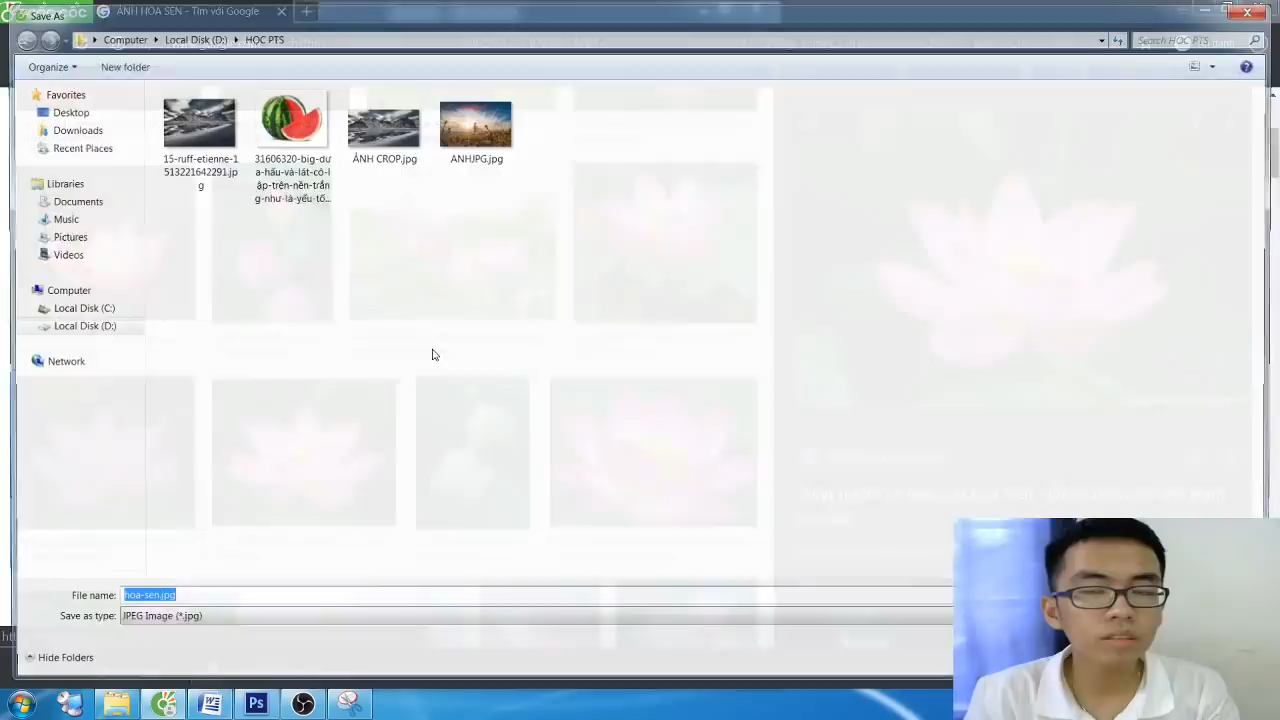 Save As
ẢNH HOA SEN - Tìm với Google
Computer
Local Disk (D:)
HỌC PTS
Search HỌC PTS
Organize
New folder
Favorites
Desktop
Downloads
Recent Places
Libraries
Documents
Music
Pictures
Videos
Computer
Local Disk (C:)
Local Disk (D:)
Network
15-ruff-etienne-1
513221642291.jp
g
31606320-big-dư
a-hấu-và-lát-cô-l
ập-trên-nền-trắn
g-như-là-yếu-tố...
ẢNH CROP.jpg
ANHJPG.jpg
File name:
hoa-sen.jpg
Save as type:
JPEG Image (*.jpg)
Hide Folders
Ps